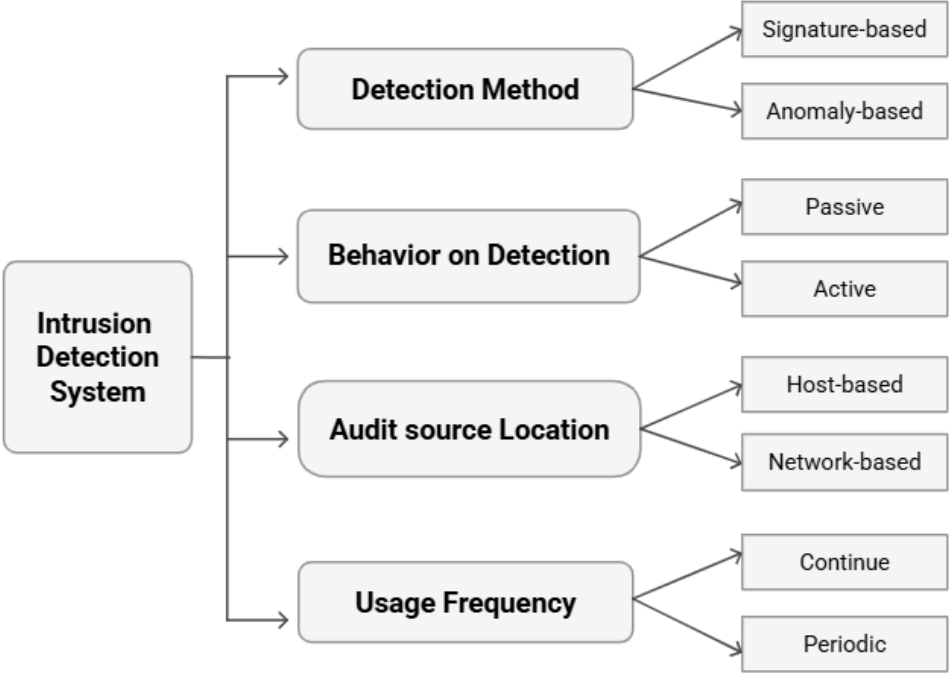 Intrusion
Detection
System
Detection Method
Signature-based
Anomaly-based
Behavior on Detection
Passive
Active
Audit source Location
Host-based
Network-based
Usage Frequency
Continue
Periodic